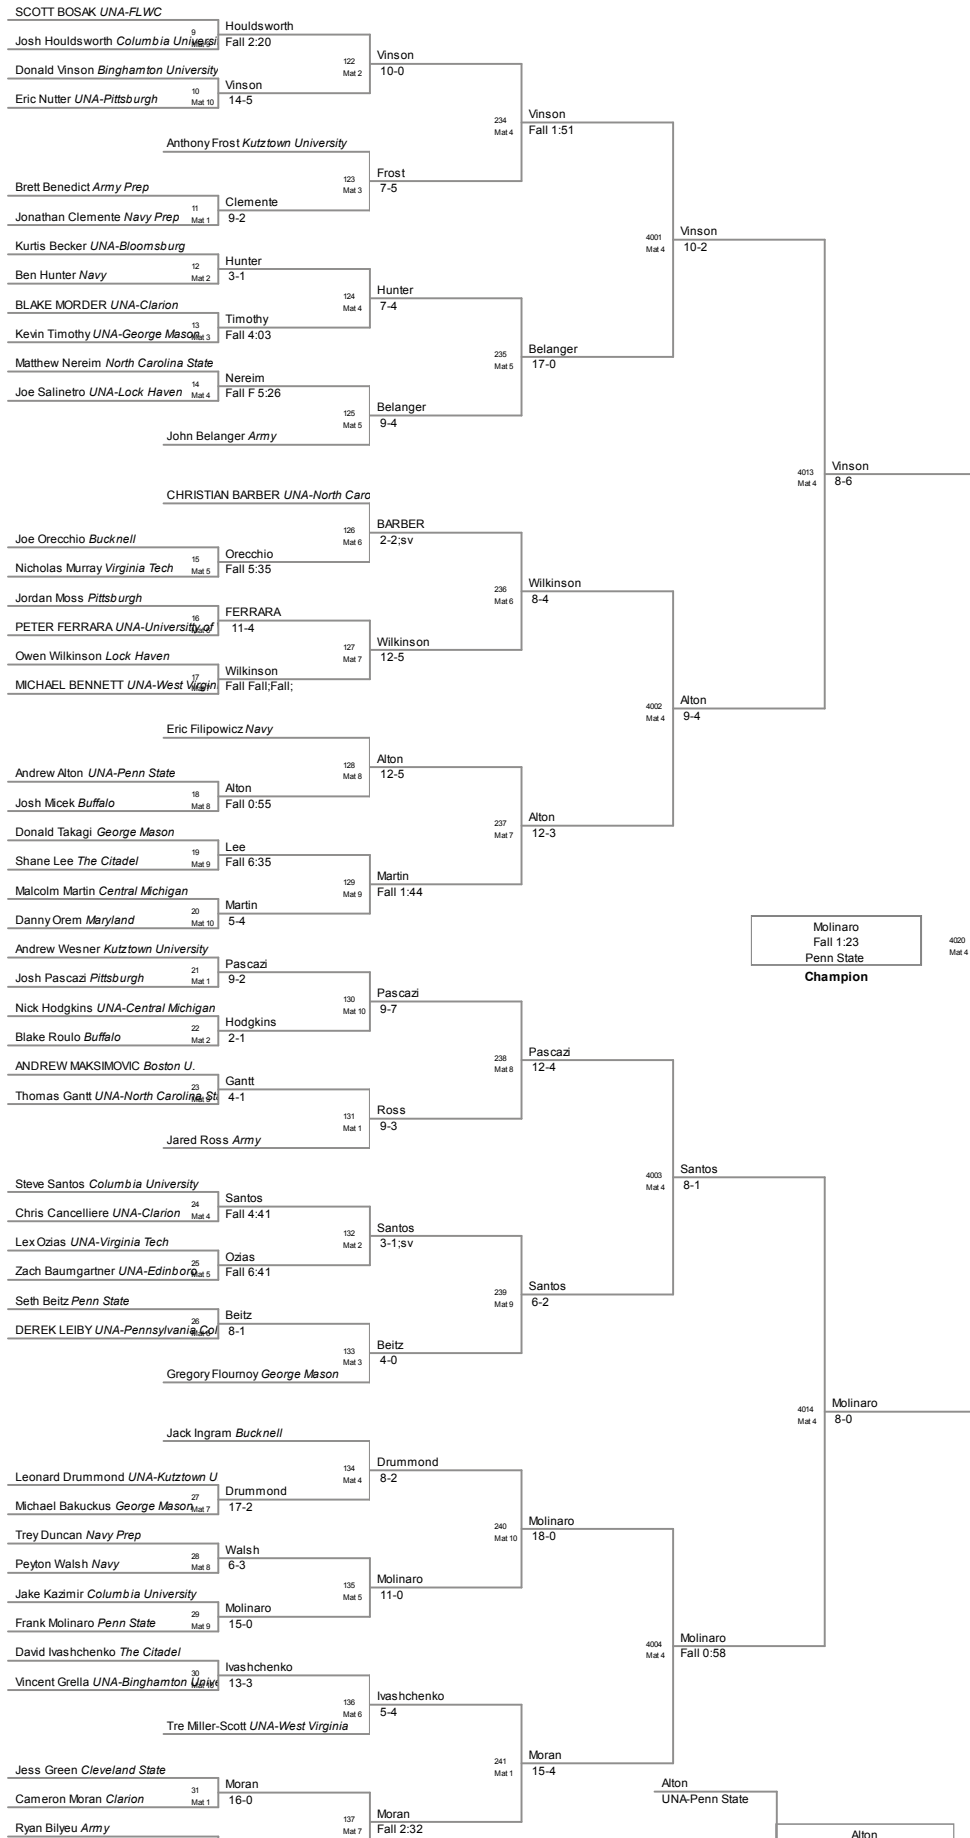 SCOTT BOSAK UNA-FLWC
9
Houldsworth
Josh Houldsworth Columbia Universi
Fall 2:20
122
Mat 2
Vinson
10-0
Donald Vinson Binghamton University
10
Mat 10
Vinson
14-5
Eric Nutter UNA-Pittsburgh
234
Mat 4
Vinson
Fall 1:51
Anthony Frost Kutztown University
123
Mat 3
Frost
7-5
Brett Benedict Army Prep
11
Mat 1
Clemente
9-2
Jonathan Clemente Navy Prep
4001
Mat 4
Vinson
10-2
Kurtis Becker UNA-Bloomsburg
12
Mat 2
Hunter
3-1
Ben Hunter Navy
124
Mat 4
Hunter
7-4
BLAKE MORDER UNA-Clarion
13
Mat 3
Timothy
Fall 4:03
Kevin Timothy UNA-George Mason
235
Mat 5
Belanger
17-0
Matthew Nereim North Carolina State
14
Mat 4
Nereim
Fall F 5:26
Joe Salinetro UNA-Lock Haven
125
Mat 5
Belanger
9-4
John Belanger Army
4013
Mat 4
Vinson
8-6
CHRISTIAN BARBER UNA-North Caro
126
Mat 6
BARBER
2-2;sv
Joe Orecchio Bucknell
15
Mat 5
Orecchio
Fall 5:35
Nicholas Murray Virginia Tech
236
Mat 6
Wilkinson
8-4
Jordan Moss Pittsburgh
16
FERRARA
11-4
PETER FERRARA UNA-University of
127
Mat 7
Wilkinson
12-5
Owen Wilkinson Lock Haven
17
Wilkinson
Fall Fall;Fall;
MICHAEL BENNETT UNA-West Virgin
4002
Mat 4
Alton
9-4
Eric Filipowicz Navy
128
Mat 8
Alton
12-5
Andrew Alton UNA-Penn State
18
Mat 8
Alton
Fall 0:55
Josh Micek Buffalo
237
Mat 7
Alton
12-3
Donald Takagi George Mason
19
Mat 9
Lee
Fall 6:35
Shane Lee The Citadel
129
Mat 9
Martin
Fall 1:44
Malcolm Martin Central Michigan
20
Mat 10
Martin
5-4
Danny Orem Maryland
Molinaro
Fall 1:23
Penn State
Champion
4020
Mat 4
Andrew Wesner Kutztown University
21
Mat 1
Pascazi
9-2
Josh Pascazi Pittsburgh
130
Mat 10
Pascazi
9-7
Nick Hodgkins UNA-Central Michigan
22
Mat 2
Hodgkins
2-1
Blake Roulo Buffalo
238
Mat 8
Pascazi
12-4
ANDREW MAKSIMOVIC Boston U.
23
Gantt
4-1
Thomas Gantt UNA-North Carolina St
131
Mat 1
Ross
9-3
Jared Ross Army
4003
Mat 4
Santos
8-1
Steve Santos Columbia University
24
Mat 4
Santos
Fall 4:41
Chris Cancelliere UNA-Clarion
132
Mat 2
Santos
3-1;sv
Lex Ozias UNA-Virginia Tech
25
Mat 5
Ozias
Fall 6:41
Zach Baumgartner UNA-Edinboro
239
Mat 9
Santos
6-2
Seth Beitz Penn State
26
Beitz
8-1
DEREK LEIBY UNA-Pennsylvania Col
133
Mat 3
Beitz
4-0
Gregory Flournoy George Mason
4014
Mat 4
Molinaro
8-0
Jack Ingram Bucknell
134
Mat 4
Drummond
8-2
Leonard Drummond UNA-Kutztown U
27
Mat 7
Drummond
17-2
Michael Bakuckus George Mason
240
Mat 10
Molinaro
18-0
Trey Duncan Navy Prep
28
Mat 8
Walsh
6-3
Peyton Walsh Navy
135
Mat 5
Molinaro
11-0
Jake Kazimir Columbia University
29
Mat 9
Molinaro
15-0
Frank Molinaro Penn State
4004
Mat 4
Molinaro
Fall 0:58
David Ivashchenko The Citadel
30
Ivashchenko
13-3
Vincent Grella UNA-Binghamton Unive
136
Mat 6
Ivashchenko
5-4
Tre Miller-Scott UNA-West Virginia
241
Mat 1
Moran
15-4
Jess Green Cleveland State
31
Mat 1
Moran
16-0
Cameron Moran Clarion
137
Mat 7
Moran
Fall 2:32
Ryan Bilyeu Army
Alton
UNA-Penn State
Alton